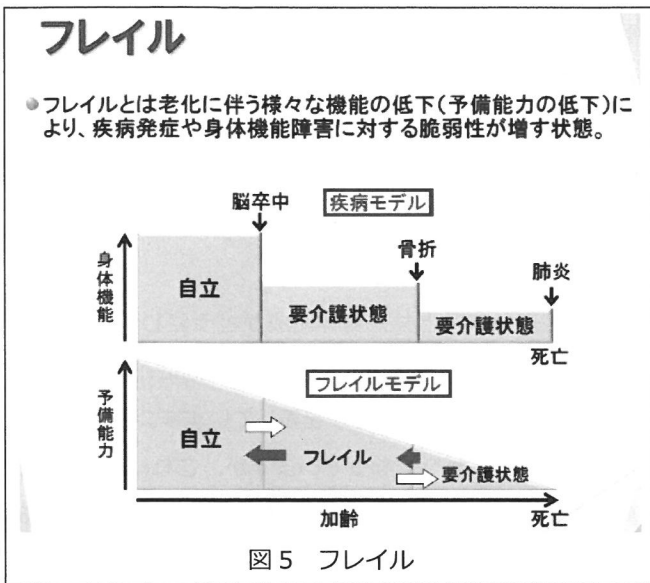 フレイル
フレイルとは老化に伴う様々な機能の低下(予備能力の低下)に
より、疾病発症や身体機能障害に対する脆弱性が増す状態。
脳卒中
疾病モデル
骨折
肺炎
身体機能
自立
要介護状態
要介護状態
死亡
フレイルモデル
予備能力
自立
フレイル
要介護状態
加齢
死亡
図5 フレイル